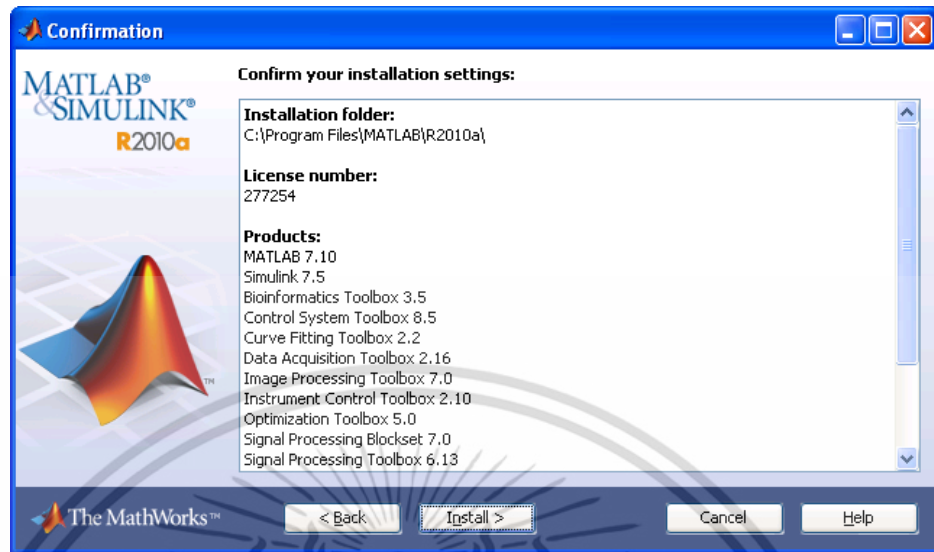 Confirmation
MATLAB®
&SIMULINK®
R2010a
Confirm your installation settings:
Installation folder:
C:\Program Files\MATLAB\R2010a\
License number:
277254
Products:
MATLAB 7.10
Simulink 7.5
Bioinformatics Toolbox 3.5
Control System Toolbox 8.5
Curve Fitting Toolbox 2.2
Data Acquisition Toolbox 2.16
Image Processing Toolbox 7.0
Instrument Control Toolbox 2.10
Optimization Toolbox 5.0
Signal Processing Blockset 7.0
Signal Processing Toolbox 6.13
TM
The MathWorks™
< Back
Install >
Cancel
Help